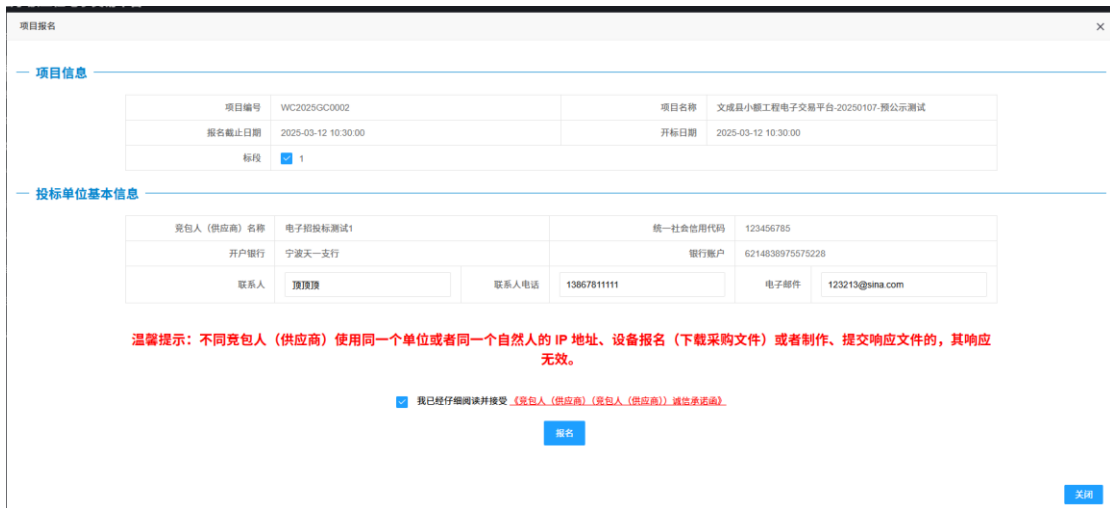 项目报名
项目信息
项目编号 WC2025GC0002 项目名称 文成县小额工程电子交易平台-20250107-预公示测试
报名截止日期 2025-03-12 10:30:00 开标日期 2025-03-12 10:30:00
标段 1
投标单位基本信息
竞包人（供应商）名称 电子招投标测试1 统一社会信用代码 123456785
开户银行 宁波天一支行 银行账户 6214838975575228
联系人 顶顶顶 联系人电话 13867811111 电子邮件 123213@sina.com
温馨提示：不同竞包人（供应商）使用同一个单位或者同一个自然人的 IP 地址、设备报名（下载采购文件）或者制作、提交响应文件的，其响应
无效。
我已经仔细阅读并接受 《竞包人（供应商）（竞包人（供应商））诚信承诺函》
报名
关闭